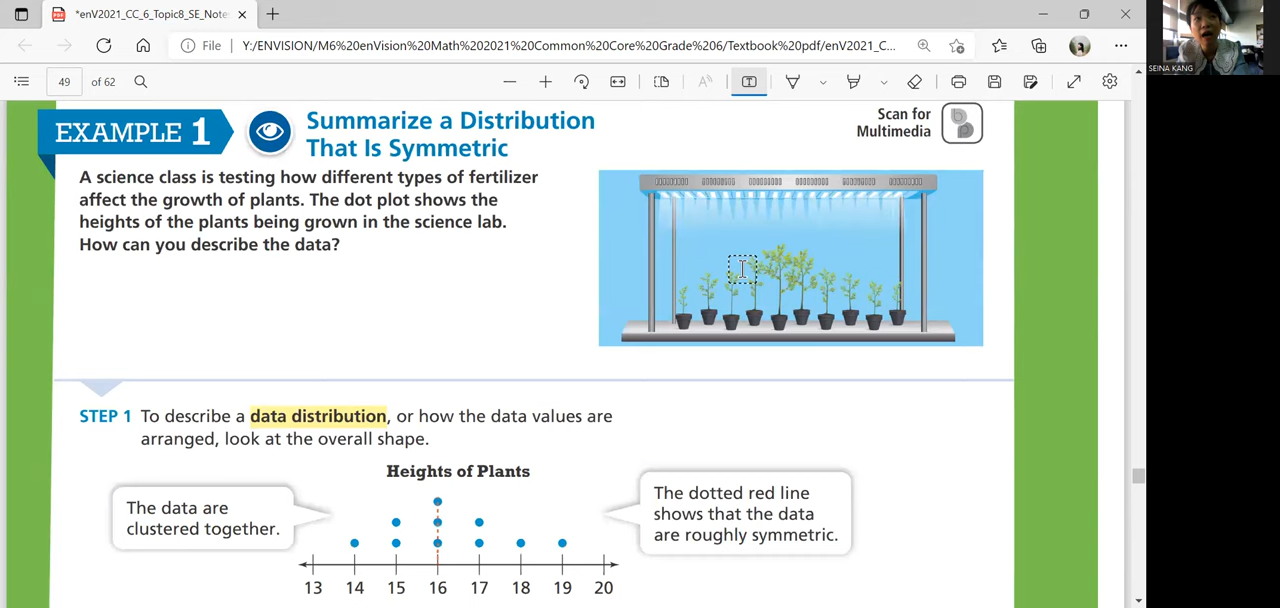 *enV2021_CC_6_Topic8_SE_Note
File
Y:/ENVISION/M6%20enVision%20Math%202021%20Common%20Core%20Grade%206/Textbook%20pdf/enV2021_C...
49 of 62
SEINA KANG
EXAMPLE 1
Summarize a Distribution
That Is Symmetric
Scan for
Multimedia
A science class is testing how different types of fertilizer
affect the growth of plants. The dot plot shows the
heights of the plants being grown in the science lab.
How can you describe the data?
STEP 1 To describe a data distribution, or how the data values are
arranged, look at the overall shape.
Heights of Plants
The data are
clustered together.
The dotted red line
shows that the data
are roughly symmetric.
13 14 15 16 17 18 19 20